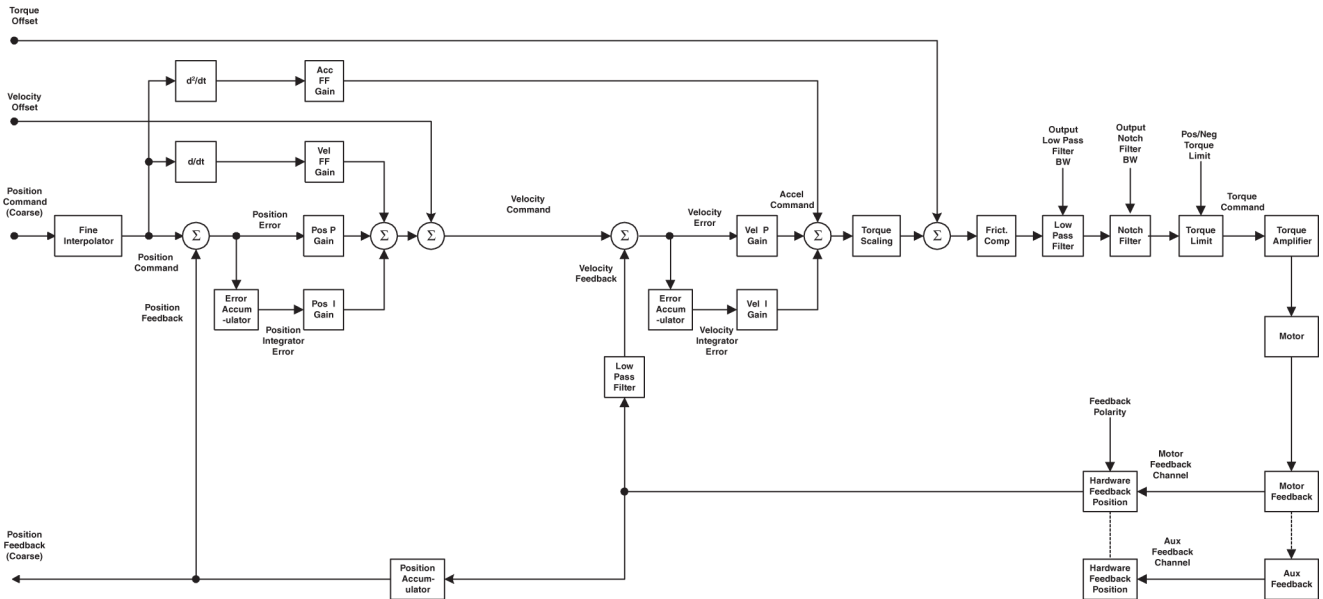 Torque
Offset
d²/dt
Acc
FF
Gain
Velocity
Offset
d/dt
Vel
FF
Gain
Output
Low Pass
Filter
BW
Output
Notch
Filter
BW
Pos/Neg
Torque
Limit
Position
Command
(Coarse)
Fine
Interpolator
Position
Command
Σ
Position
Error
Pos P
Gain
Σ
Σ
Velocity
Command
Σ
Velocity
Error
Vel P
Gain
Accel
Command
Σ
Torque
Scaling
Σ
Frict.
Comp
Low
Pass
Filter
Notch
Filter
Torque
Limit
Torque
Command
Torque
Amplifier
Position
Feedback
Error
Accum
-ulator
Position
Integrator
Error
Pos I
Gain
Velocity
Feedback
Error
Accum
-ulator
Velocity
Integrator
Error
Vel I
Gain
Motor
Low
Pass
Filter
Feedback
Polarity
Hardware
Feedback
Position
Motor
Feedback
Channel
Motor
Feedback
Position
Feedback
(Coarse)
Position
Accum-
ulator
Hardware
Feedback
Position
Aux
Feedback
Channel
Aux
Feedback